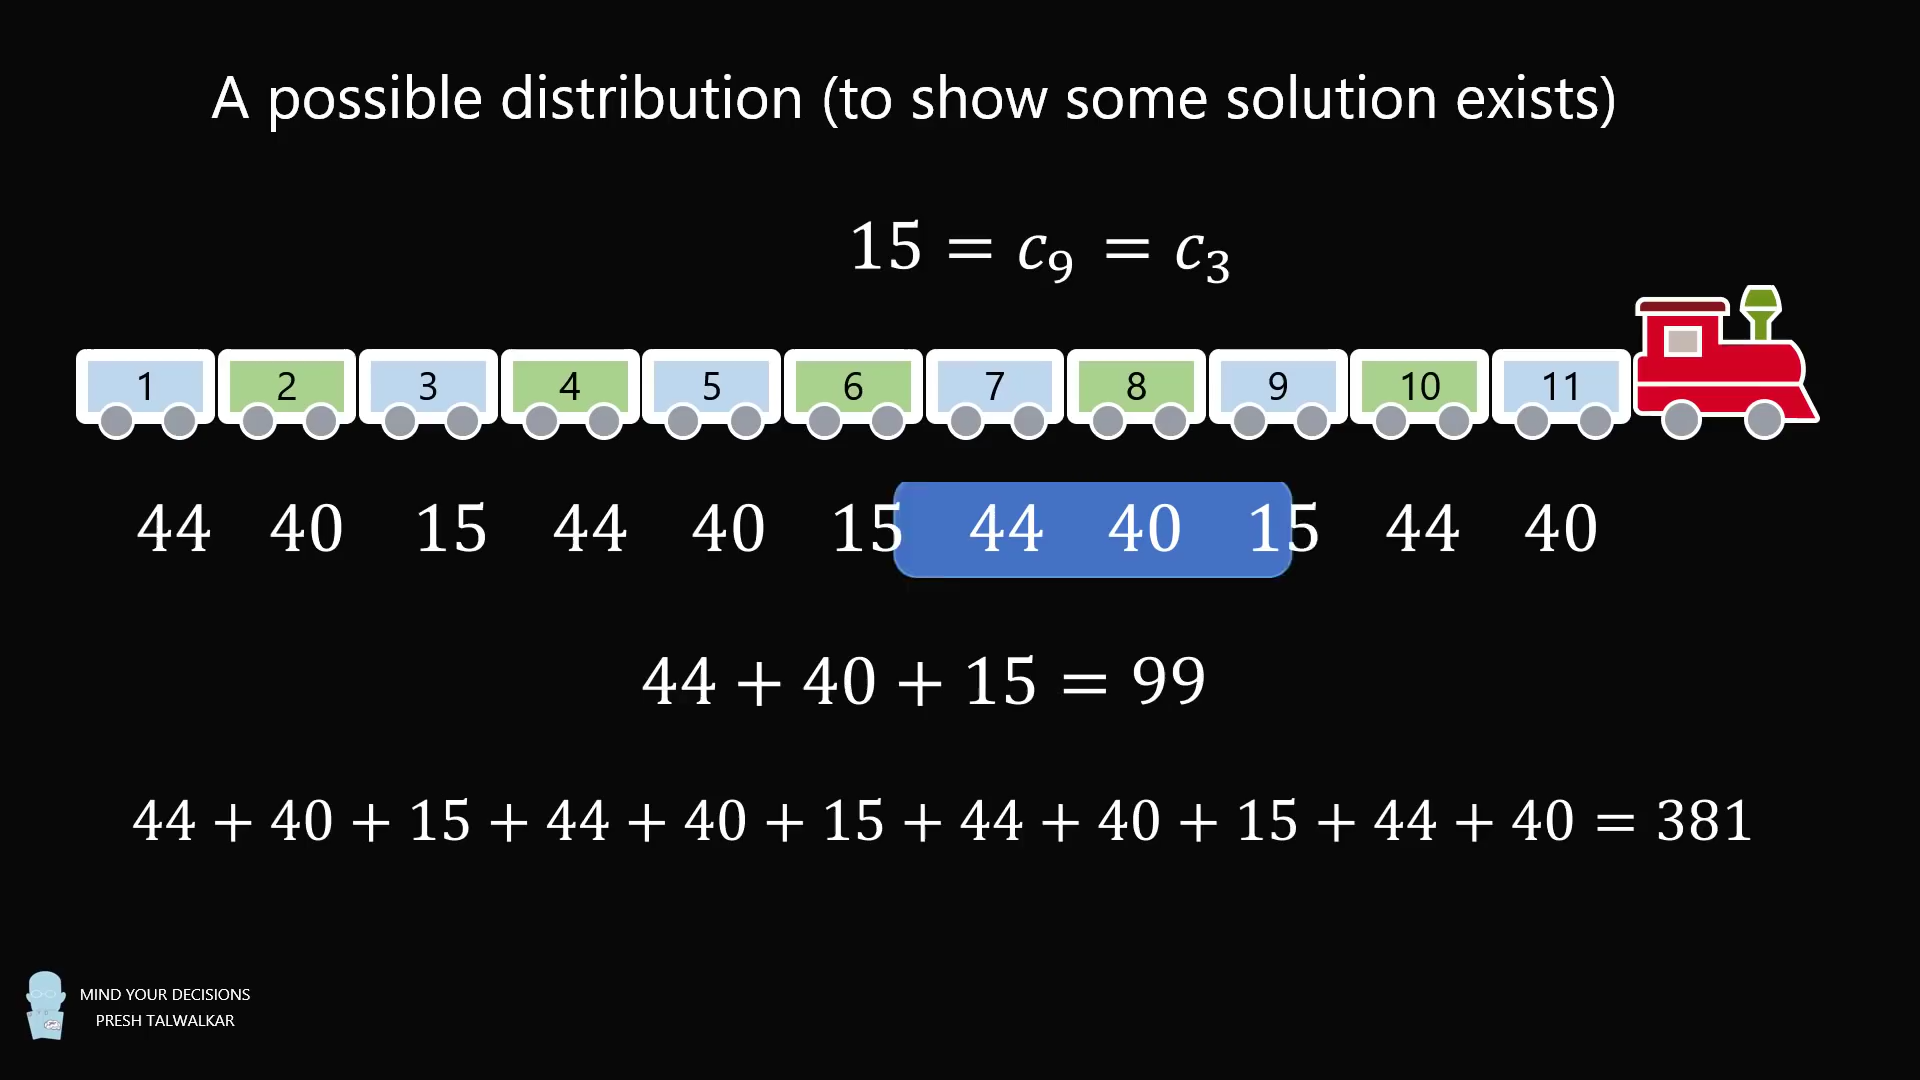 A possible distribution (to show some solution exists)
15 = c₉ = c₃
1 2 3 4 5 6 7 8 9 10 11
44 40 15 44 40 15 44 40 15 44 40
44 + 40 + 15 = 99
44 + 40 + 15 + 44 + 40 + 15 + 44 + 40 + 15 + 44 + 40 = 381
MIND YOUR DECISIONS
PRESH TALWALKAR